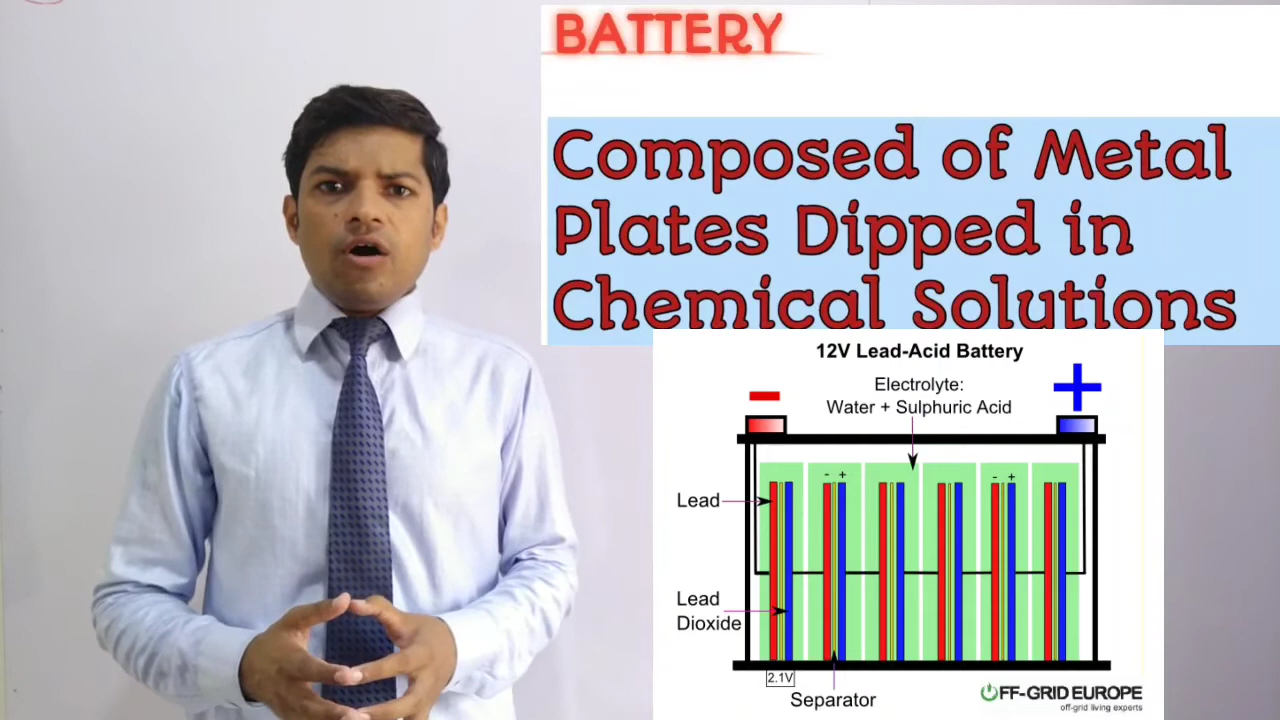 BATTERY
Composed of Metal
Plates Dipped in
Chemical Solutions
12V Lead-Acid Battery
Electrolyte:
Water + Sulphuric Acid
- +
- +
- +
Lead
Lead
Dioxide
2.1V
Separator
OFF-GRID EUROPE
off-grid living experts